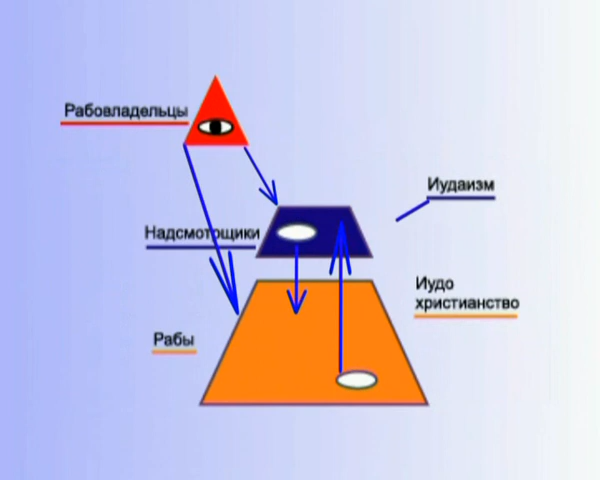 Рабовладельцы
Иудаизм
Надсмотрщики
Иудо
христианство
Рабы